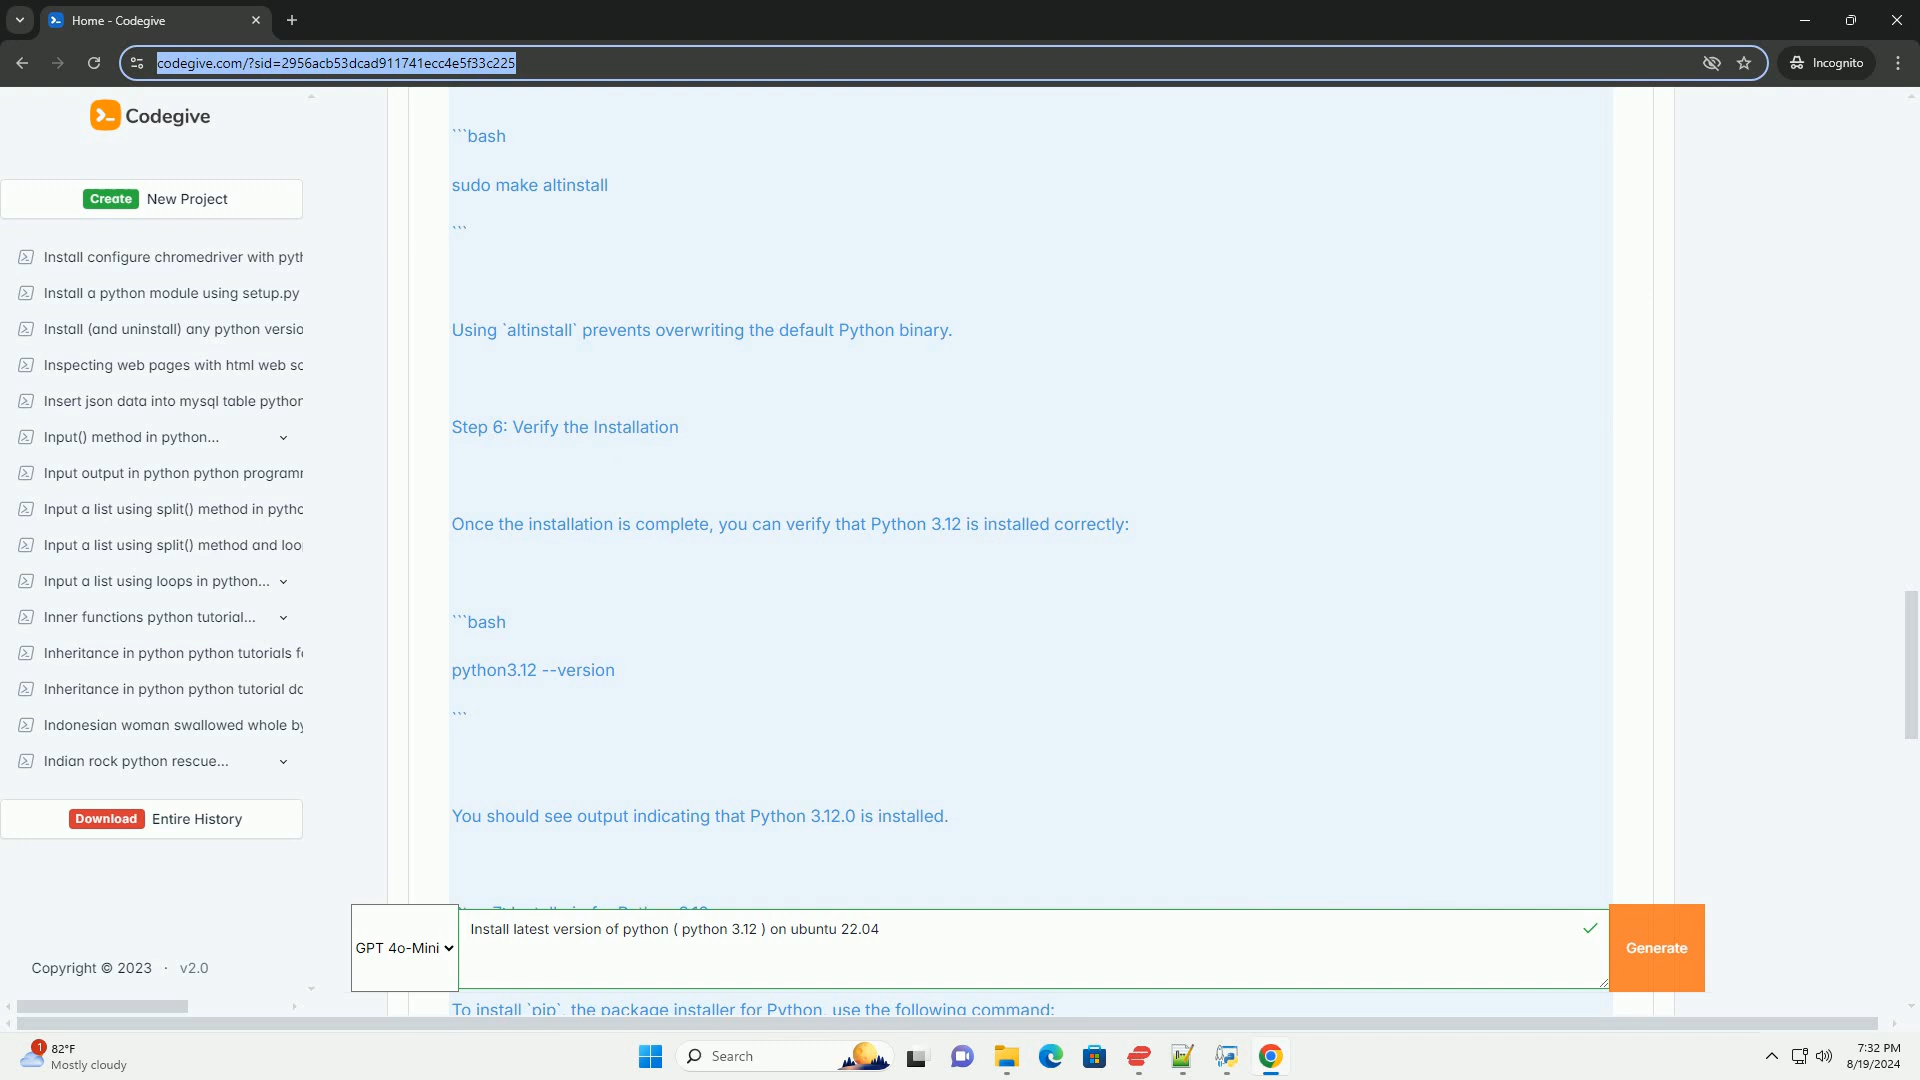 Home - Codegive
codegive.com/?sid=2956acb53dcad911741ecc4e5f33c225
Incognito
Codegive
Create New Project
Install configure chromedriver with pyth
Install a python module using setup.py
Install (and uninstall) any python versio
Inspecting web pages with html web sc
Insert json data into mysql table python
Input() method in python...
Input output in python python programm
Input a list using split() method in pytho
Input a list using split() method and loo
Input a list using loops in python...
Inner functions python tutorial...
Inheritance in python python tutorials fo
Inheritance in python python tutorial da
Indonesian woman swallowed whole by
Indian rock python rescue...
Download Entire History
Copyright © 2023 · v2.0
```bash
sudo make altinstall
```
Using `altinstall` prevents overwriting the default Python binary.
Step 6: Verify the Installation
Once the installation is complete, you can verify that Python 3.12 is installed correctly:
```bash
python3.12 --version
```
You should see output indicating that Python 3.12.0 is installed.
GPT 4o-Mini
Install latest version of python ( python 3.12 ) on ubuntu 22.04
Generate
To install `pip`, the package installer for Python, use the following command:
1
82°F
Mostly cloudy
Search
7:32 PM
8/19/2024